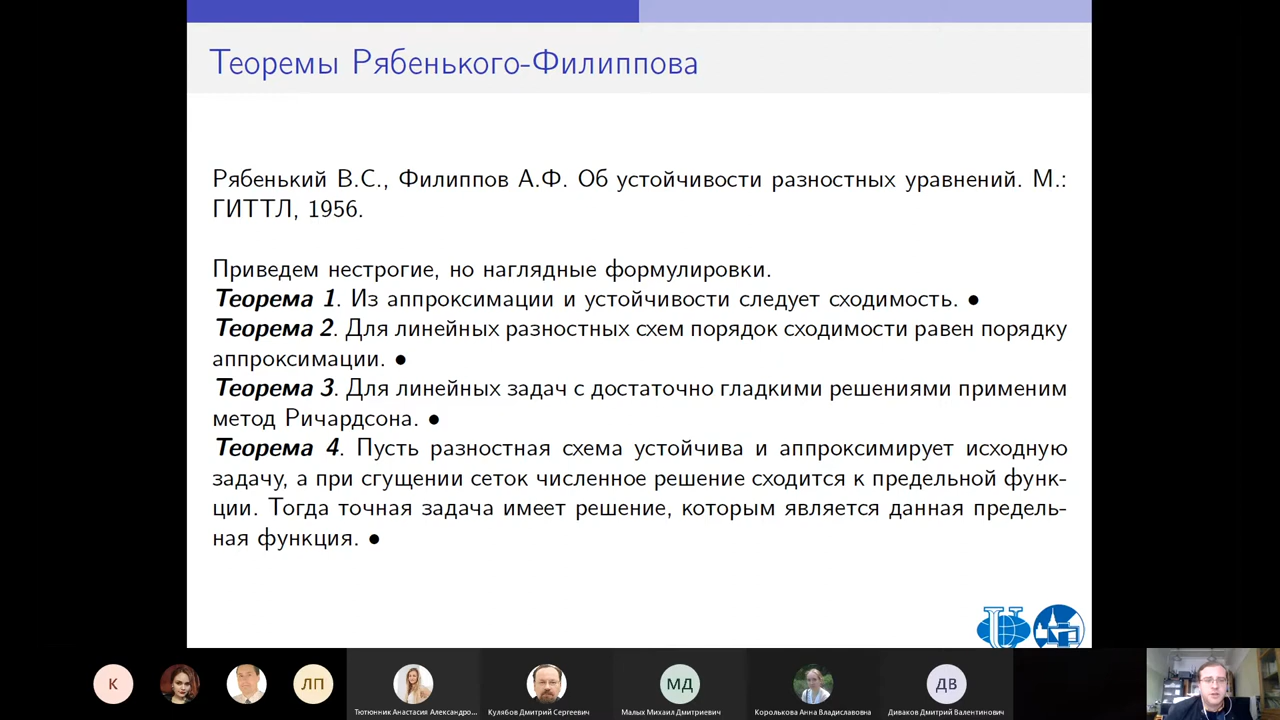 Теоремы Рябенького-Филиппова
Рябенький В.С., Филиппов А.Ф. Об устойчивости разностных уравнений. М.:
ГИТТЛ, 1956.
Приведем нестрогие, но наглядные формулировки.
Теорема 1. Из аппроксимации и устойчивости следует сходимость. ●
Теорема 2. Для линейных разностных схем порядок сходимости равен порядку
аппроксимации. ●
Теорема 3. Для линейных задач с достаточно гладкими решениями применим
метод Ричардсона. ●
Теорема 4. Пусть разностная схема устойчива и аппроксимирует исходную
задачу, а при сгущении сеток численное решение сходится к предельной функ-
ции. Тогда точная задача имеет решение, которым является данная предель-
ная функция. ●
К
ЛП
МД
ДВ
Тютюнник Анастасия Александро...
Кулябов Дмитрий Сергеевич
Малых Михаил Дмитриевич
Королькова Анна Владиславовна
Диваков Дмитрий Валентинович